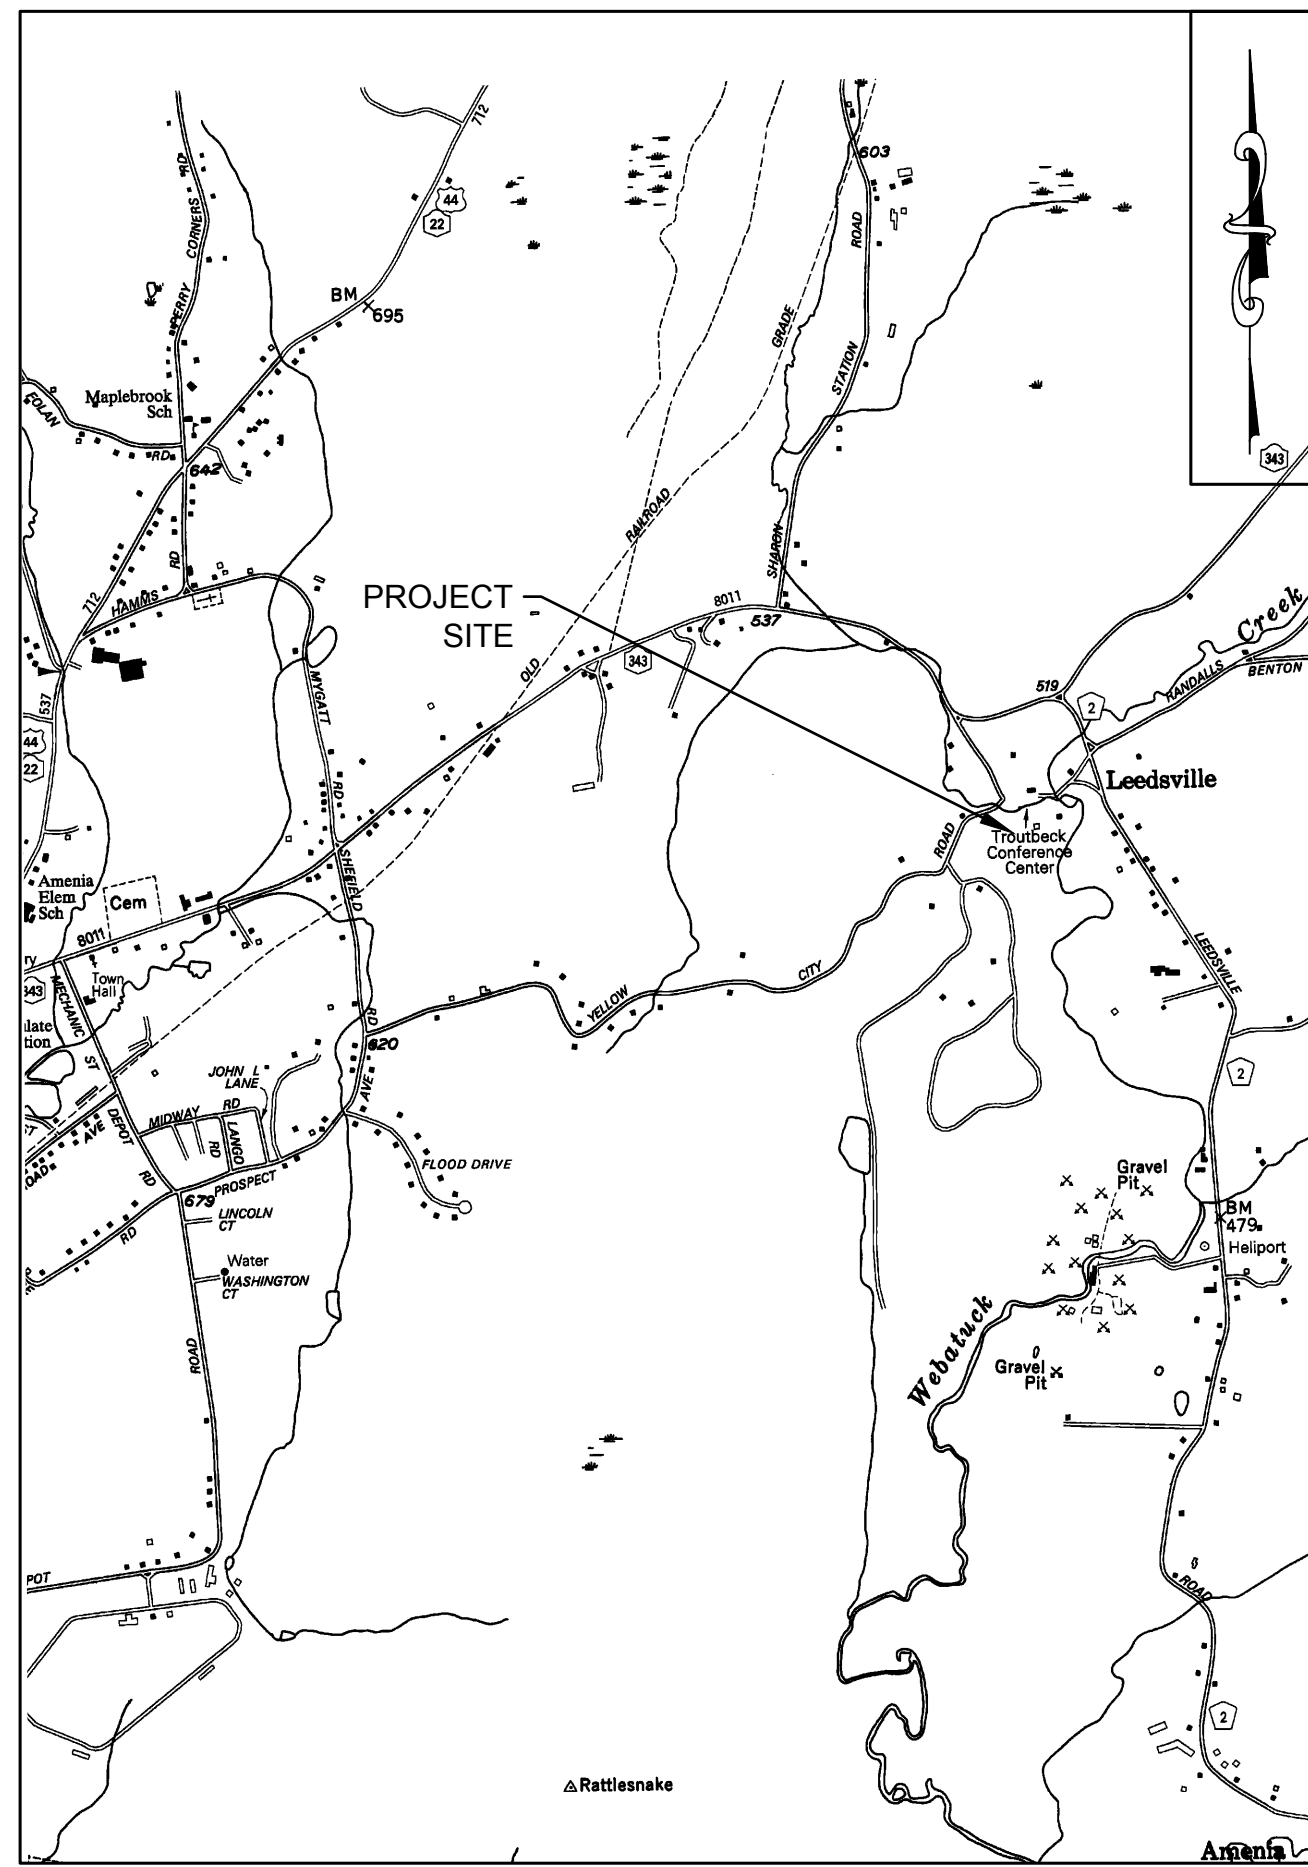 712
44
22
603
RD
CORNERS
PERRY
ROAD
BM
695
GRADE
STATION
343
Maplebrook
Sch
RD
642
RAILROAD
SHARON
RD
712
HAMMS
PROJECT
SITE
8011
537
343
OLD
Creek
RANDALLS
BENTON
519
2
MYGATT
RD
537
44
22
Leedsville
Troutbeck
Conference
Center
ROAD
SHEFIELD
Amenia
Elem
Sch
Cem
8011
Town
Hall
343
MECHANIC
ST
CITY
YELLOW
LEEDSVILLE
RD
620
2
JOHN L
LANE
AVE
MIDWAY RD
DEPOT
RD
LANGO
RD
AVE
FLOOD DRIVE
PROSPECT
679
LINCOLN
CT
RD
Water
WASHINGTON
CT
Gravel
Pit
BM
479
Heliport
Webatuck
Gravel
Pit
ROAD
ROAD
2
Rattlesnake
Amenia